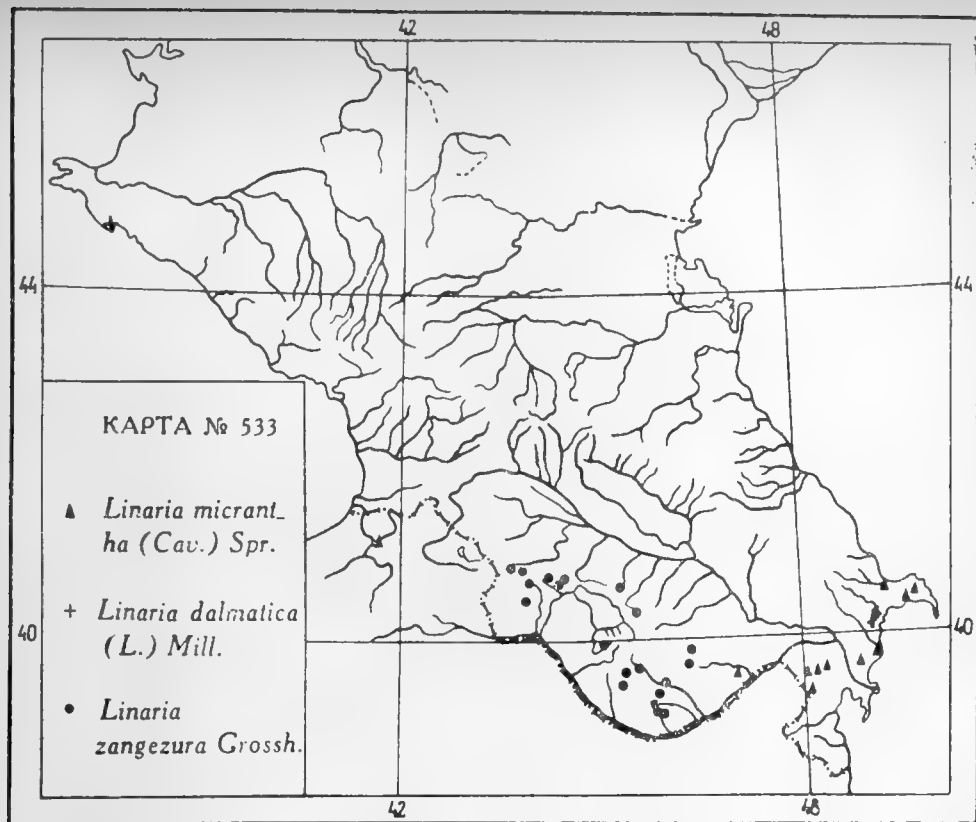 42 48
44 44
КАРТА № 533
Linaria micrant_
ha (Cav.) Spr.
Linaria dalmatica
(L.) Mill.
40 40
Linaria
zangezura Grossh.
42 48